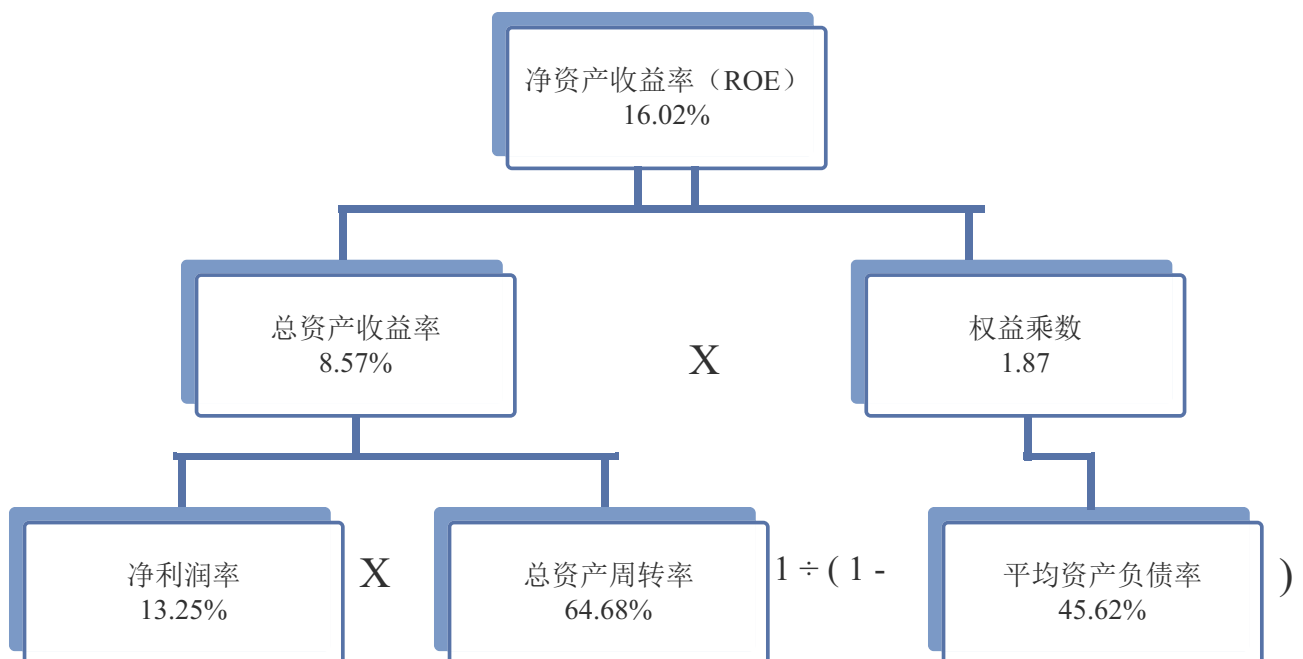 净资产收益率（ROE）
16.02%
总资产收益率
8.57%
X
权益乘数
1.87
净利润率
13.25%
X
总资产周转率
64.68%
1 ÷ ( 1 -
平均资产负债率
45.62%
)